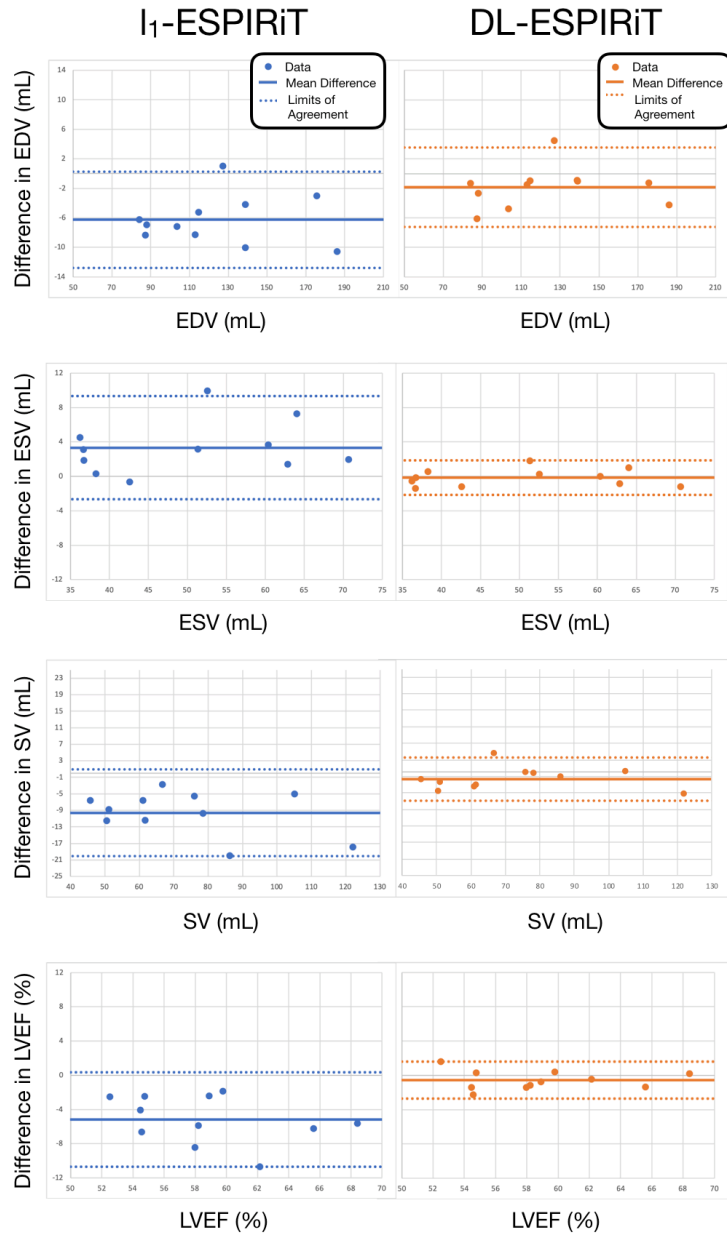 l₁-ESPIRiT
DL-ESPIRiT
Data
Mean Difference
Limits of
Agreement
Data
Mean Difference
Limits of
Agreement
Difference in EDV (mL)
14
10
6
2
-2
-6
-10
-14
50 70 90 110 130 150 170 190 210
50 70 90 110 130 150 170 190 210
EDV (mL)
EDV (mL)
Difference in ESV (mL)
12
8
4
0
-4
-8
-12
35 40 45 50 55 60 65 70 75
35 40 45 50 55 60 65 70 75
ESV (mL)
ESV (mL)
Difference in SV (mL)
23
19
15
11
7
3
-1
-5
-9
-13
-17
-21
-25
40 50 60 70 80 90 100 110 120 130
40 50 60 70 80 90 100 110 120 130
SV (mL)
SV (mL)
Difference in LVEF (%)
12
8
4
0
-4
-8
-12
50 52 54 56 58 60 62 64 66 68 70
50 52 54 56 58 60 62 64 66 68 70
LVEF (%)
LVEF (%)